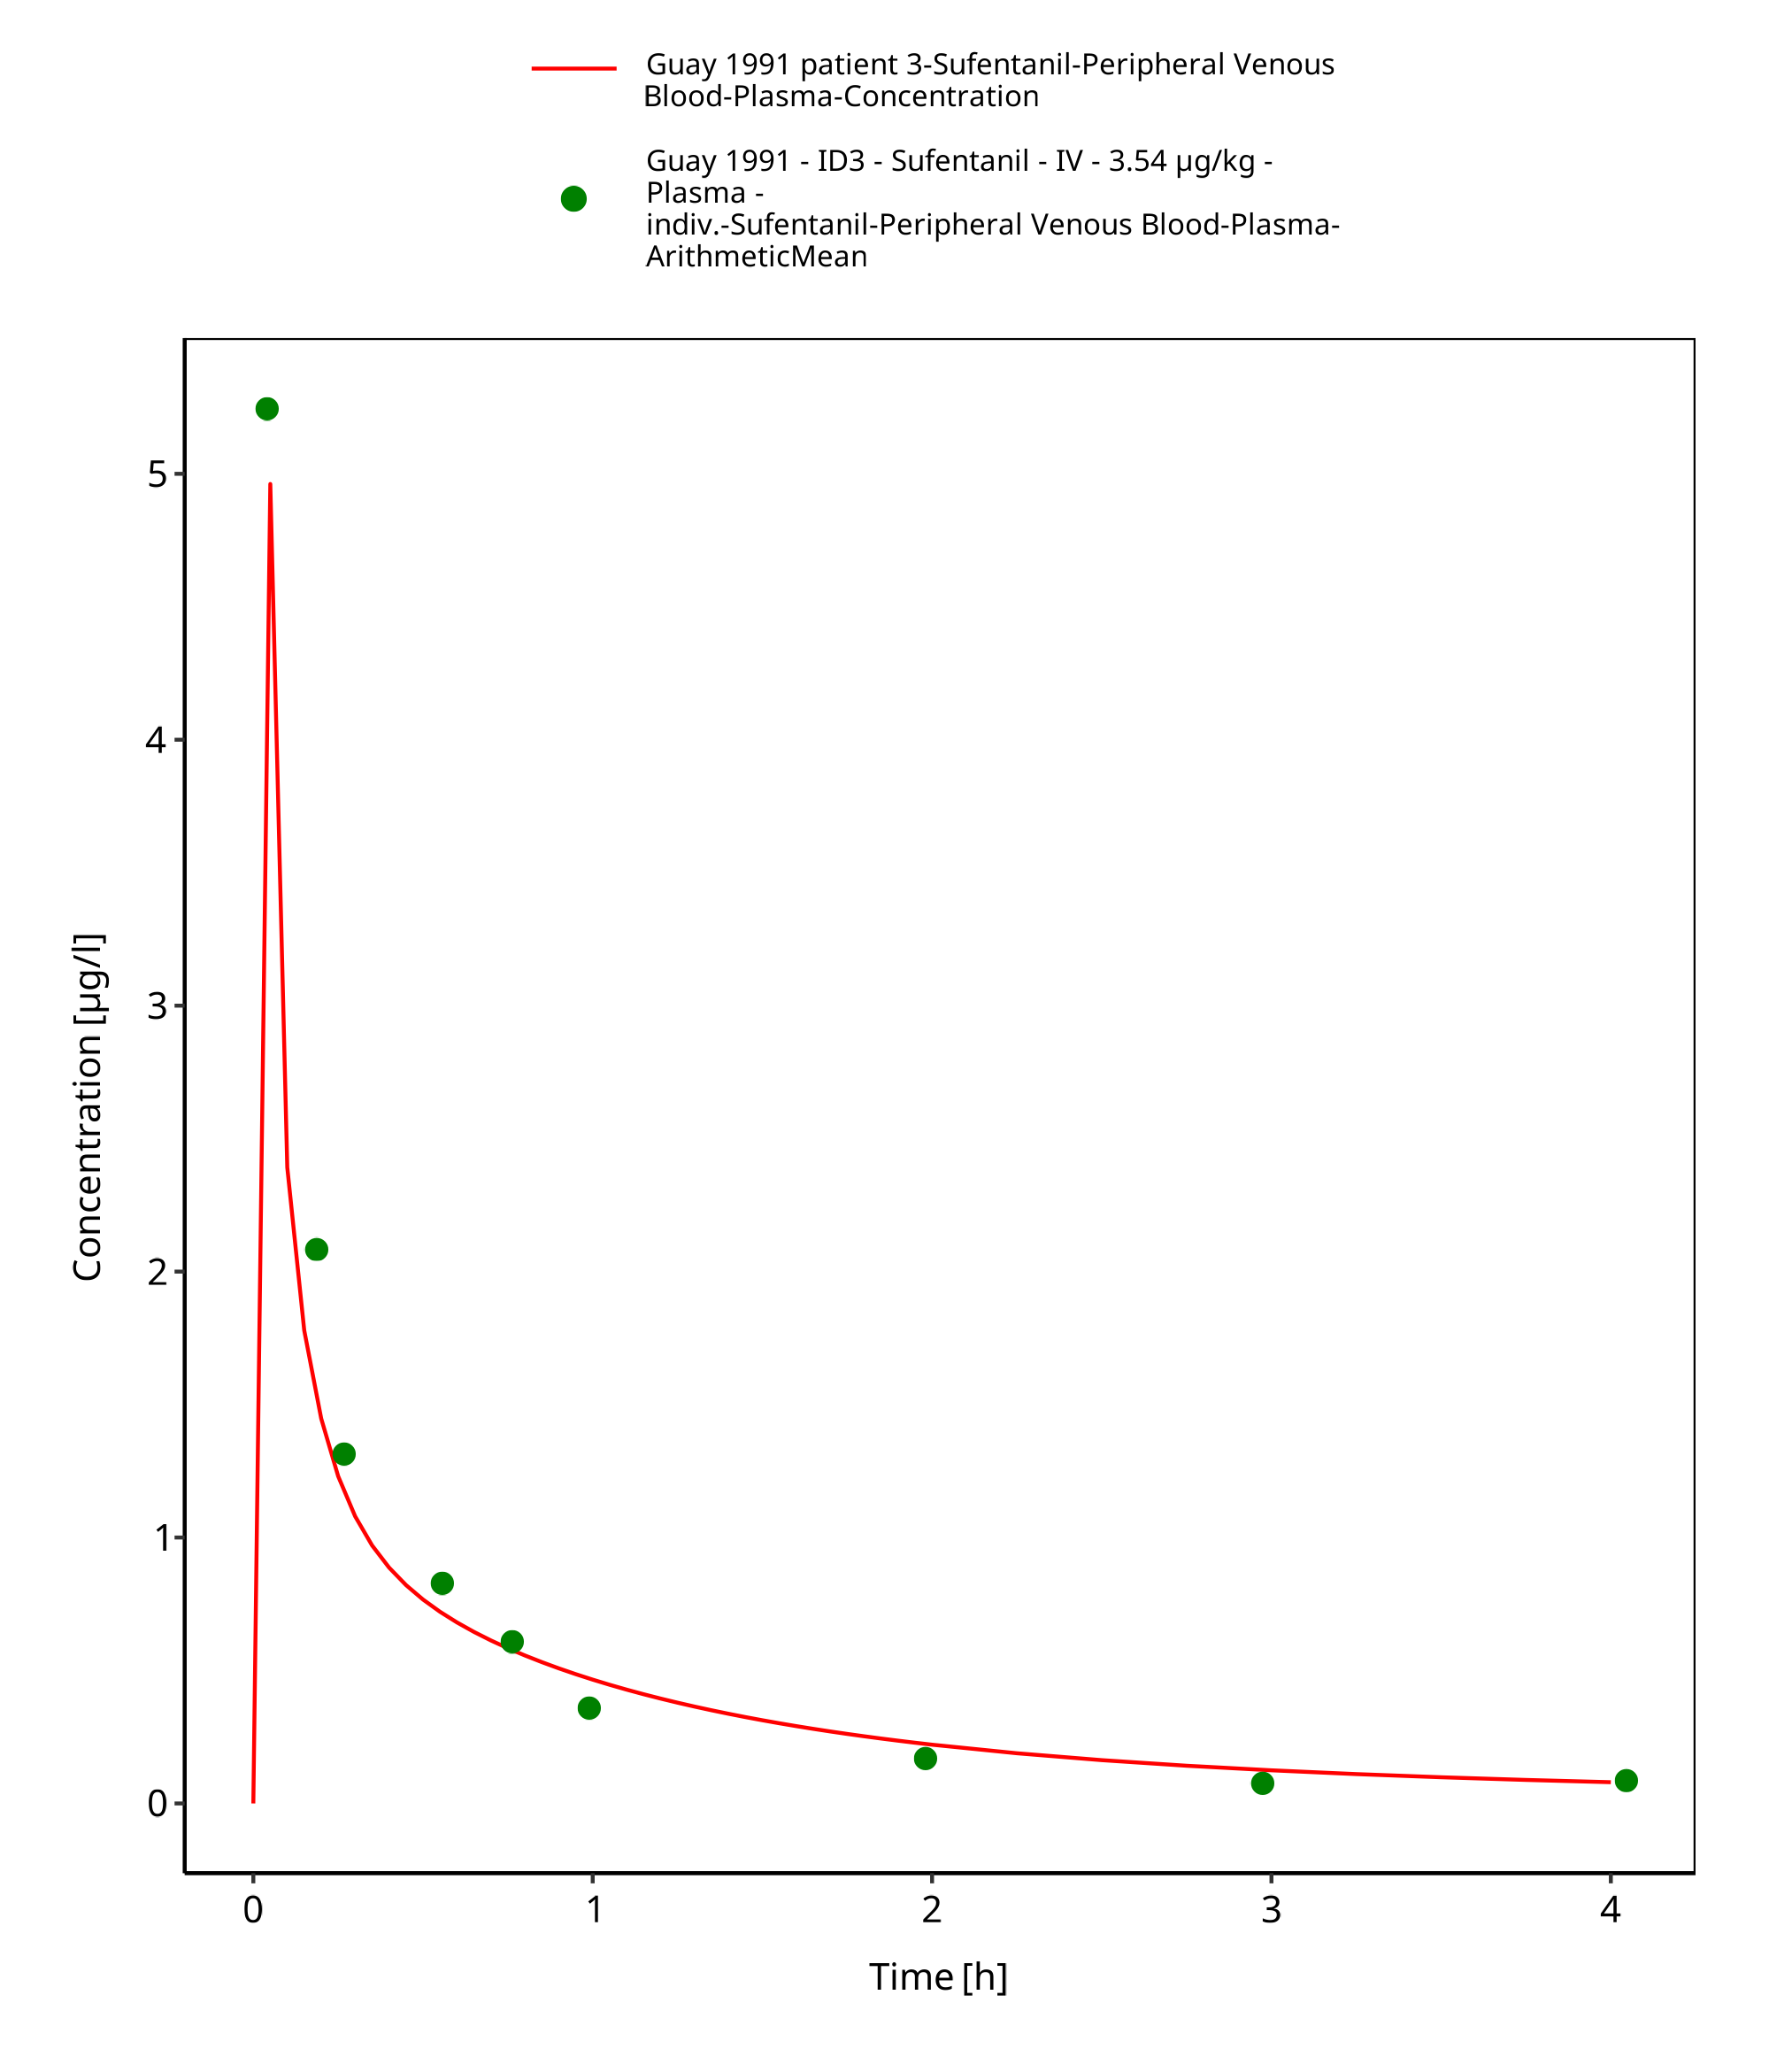 Guay 1991 patient 3-Sufentanil-Peripheral Venous
Blood-Plasma-Concentration
Guay 1991 - ID3 - Sufentanil - IV - 3.54 µg/kg -
Plasma -
indiv.-Sufentanil-Peripheral Venous Blood-Plasma-
ArithmeticMean
5
4
3
2
1
0
Concentration [µg/l]
0 1 2 3 4
Time [h]